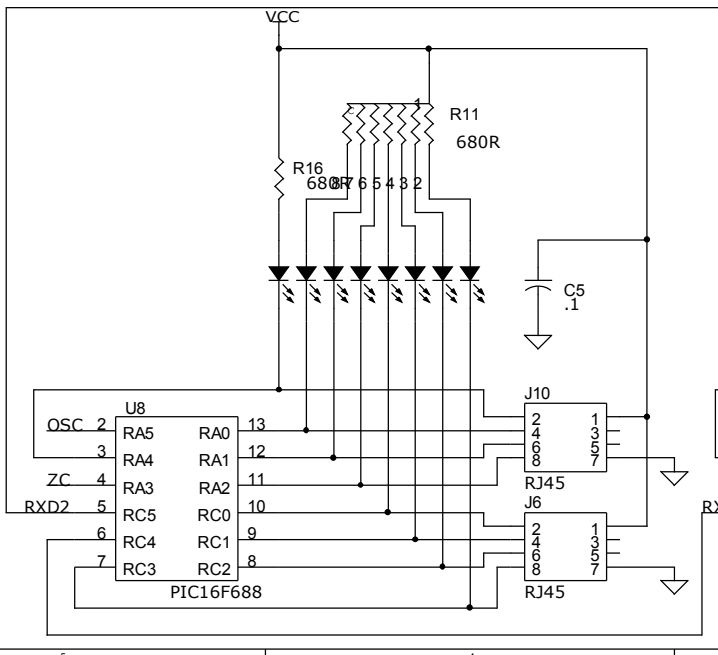 VCC
1
R11
680R
R16
680R
8 7 6 5 4 3 2
C5
.1
J10
U8
2 1
OSC 2 RA5 RA0 13 4 3
6 5
3 RA4 RA1 12 8 7
ZC 4 RA3 RA2 11 RJ45
J6
RXD2 5 RC5 RC0 10
2 1
6 RC4 RC1 9 4 3
6 5
7 RC3 RC2 8 8 7
PIC16F688 RJ45